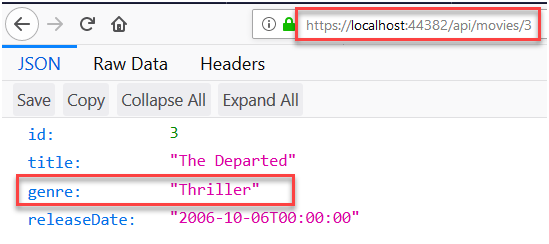 https://localhost:44382/api/movies/3
JSON Raw Data Headers
Save Copy Collapse All Expand All
id: 3
title: "The Departed"
genre: "Thriller"
releaseDate: "2006-10-06T00:00:00"